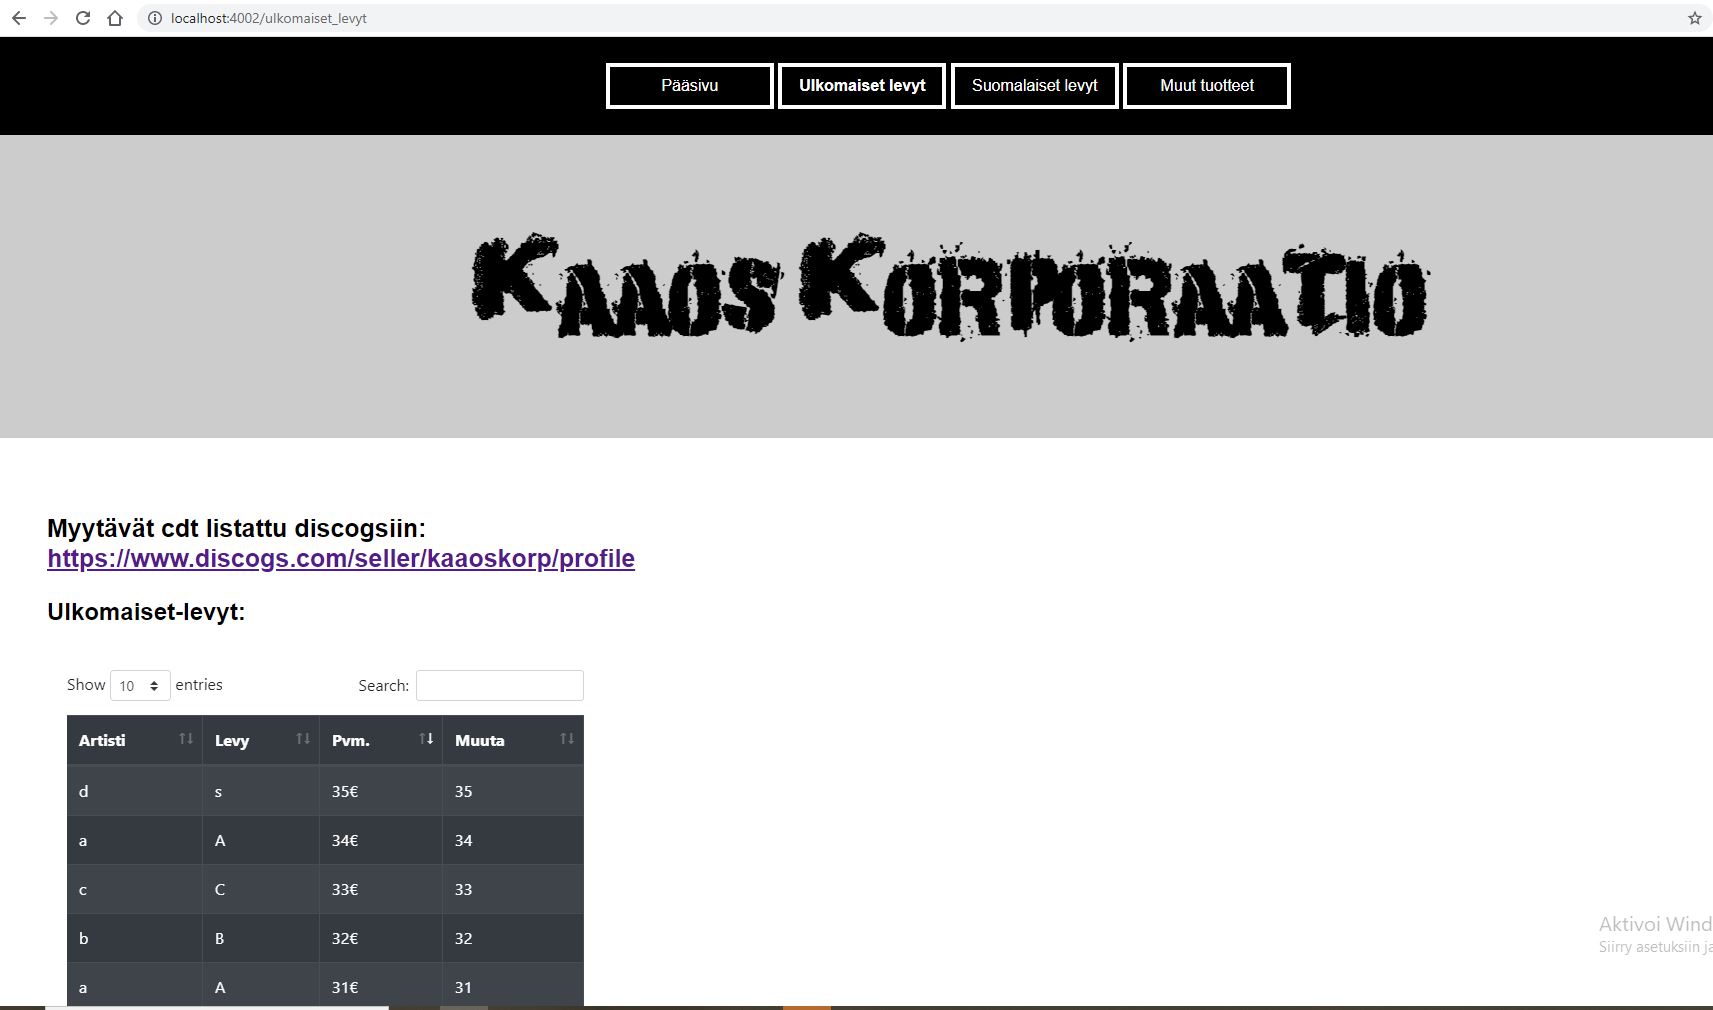 localhost:4002/ulkomaiset_levyt
Pääsivu Ulkomaiset levyt Suomalaiset levyt Muut tuotteet
Kaaos Korporaatio
Myytävät cdt listattu discogsiin:
https://www.discogs.com/seller/kaaoskorp/profile
Ulkomaiset-levyt:
Show 10 entries Search:
Artisti Levy Pvm. Muuta
d s 35€ 35
a A 34€ 34
c C 33€ 33
b B 32€ 32
a A 31€ 31
Aktivoi Wind
Siirry asetuksiin ja